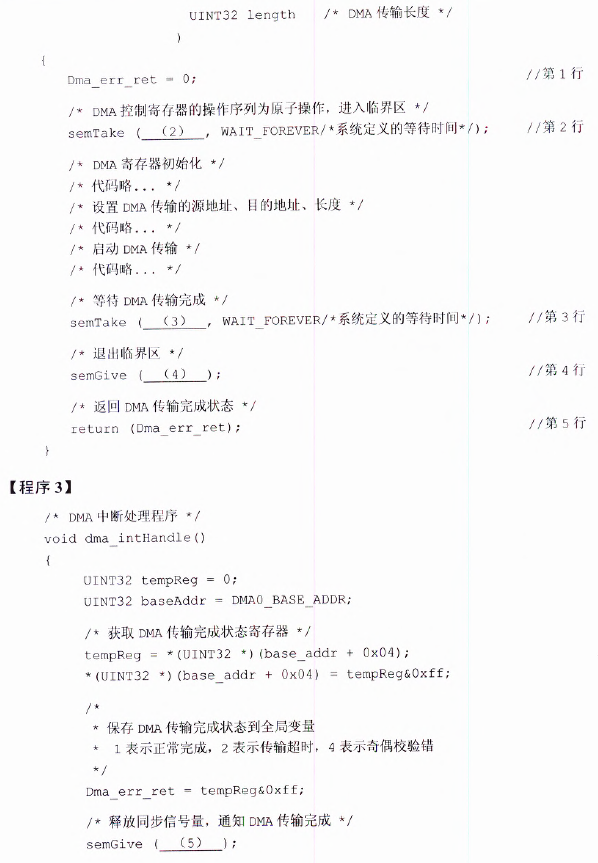 UINT32 length /* DMA 传输长度 */
)
{
Dma_err_ret = 0; //第 1 行
/* DMA 控制寄存器的操作序列为原子操作，进入临界区 */
semTake (  (2)  , WAIT_FOREVER/*系统定义的等待时间*/); //第 2 行
/* DMA 寄存器初始化 */
/* 代码略... */
/* 设置 DMA 传输的源地址、目的地址、长度 */
/* 代码略... */
/* 启动 DMA 传输 */
/* 代码略... */
/* 等待 DMA 传输完成 */
semTake (  (3)  , WAIT_FOREVER/*系统定义的等待时间*/); //第 3 行
/* 退出临界区 */
semGive (  (4)  ); //第 4 行
/* 返回 DMA 传输完成状态 */
return (Dma_err_ret); //第 5 行
}
【程序 3】
/* DMA 中断处理程序 */
void dma_intHandle()
{
UINT32 tempReg = 0;
UINT32 baseAddr = DMA0_BASE_ADDR;
/* 获取 DMA 传输完成状态寄存器 */
tempReg = *(UINT32 *)(base_addr + 0x04);
*(UINT32 *)(base_addr + 0x04) = tempReg&0xff;
/*
* 保存 DMA 传输完成状态到全局变量
* 1 表示正常完成，2 表示传输超时，4 表示奇偶校验错
*/
Dma_err_ret = tempReg&0xff;
/* 释放同步信号量，通知 DMA 传输完成 */
semGive (  (5)  );